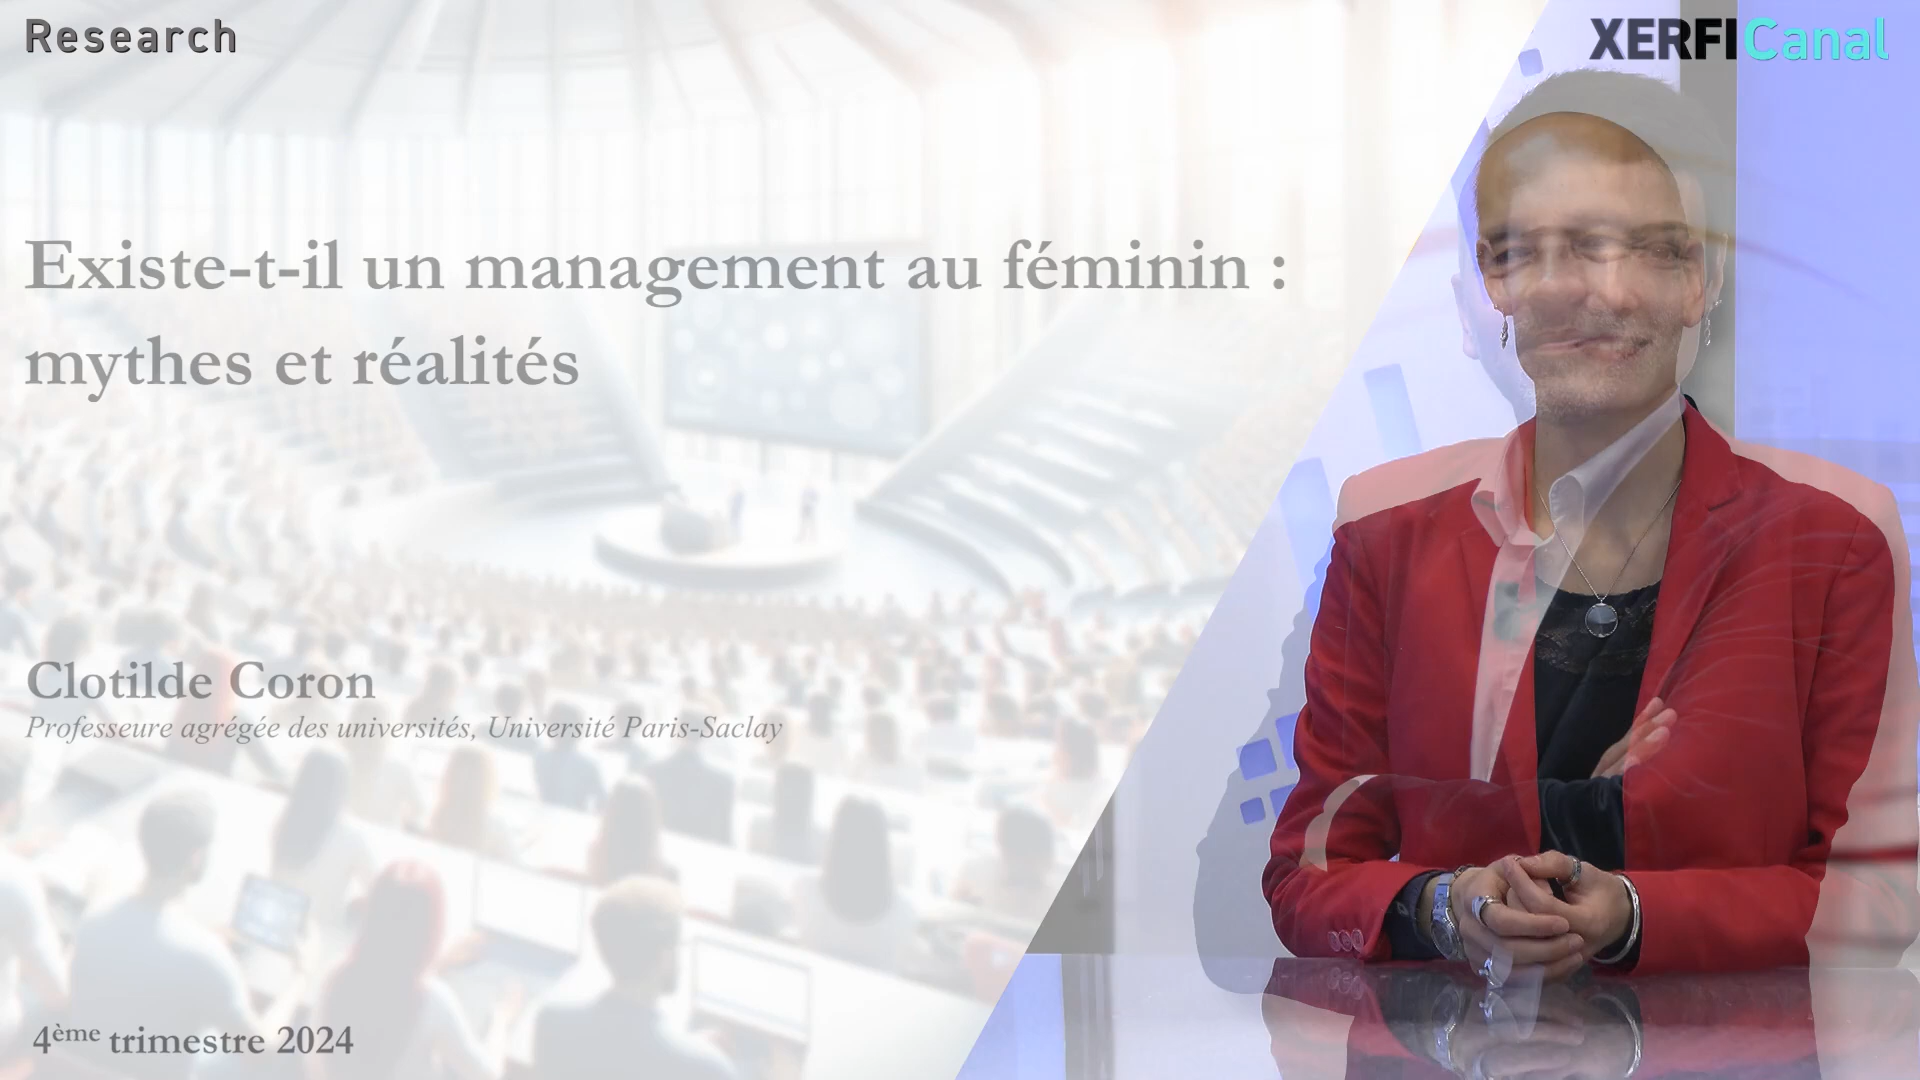 Research
XERFI Canal
Existe-t-il un management au féminin :
mythes et réalités
Clotilde Coron
Professeure agrégée des universités, Université Paris-Saclay
4ème trimestre 2024